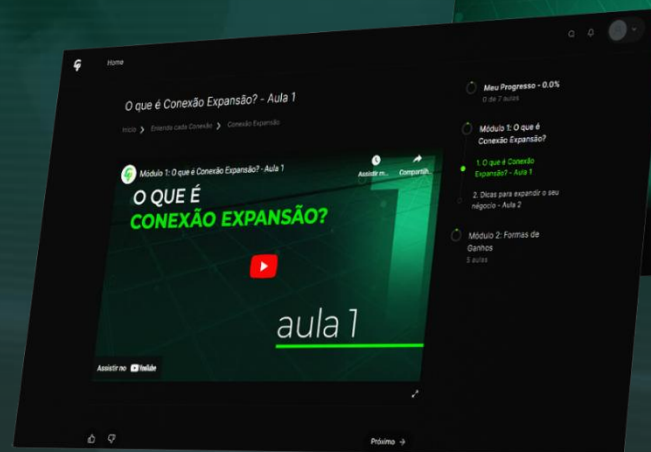 Home
O que é Conexão Expansão? - Aula 1
Início > Entenda cada Conexão > Conexão Expansão
Módulo 1: O que é Conexão Expansão? - Aula 1
Assistir m...
Compartilh...
O QUE É
CONEXÃO EXPANSÃO?
1
aula 1
Assistir no YouTube
Próximo →
Meu Progresso - 0.0%
0 de 7 aulas
Módulo 1: O que é
Conexão Expansão?
1. O que é Conexão
Expansão? - Aula 1
2. Dicas para expandir o seu
négocio - Aula 2
Módulo 2: Formas de
Ganhos
5 aulas